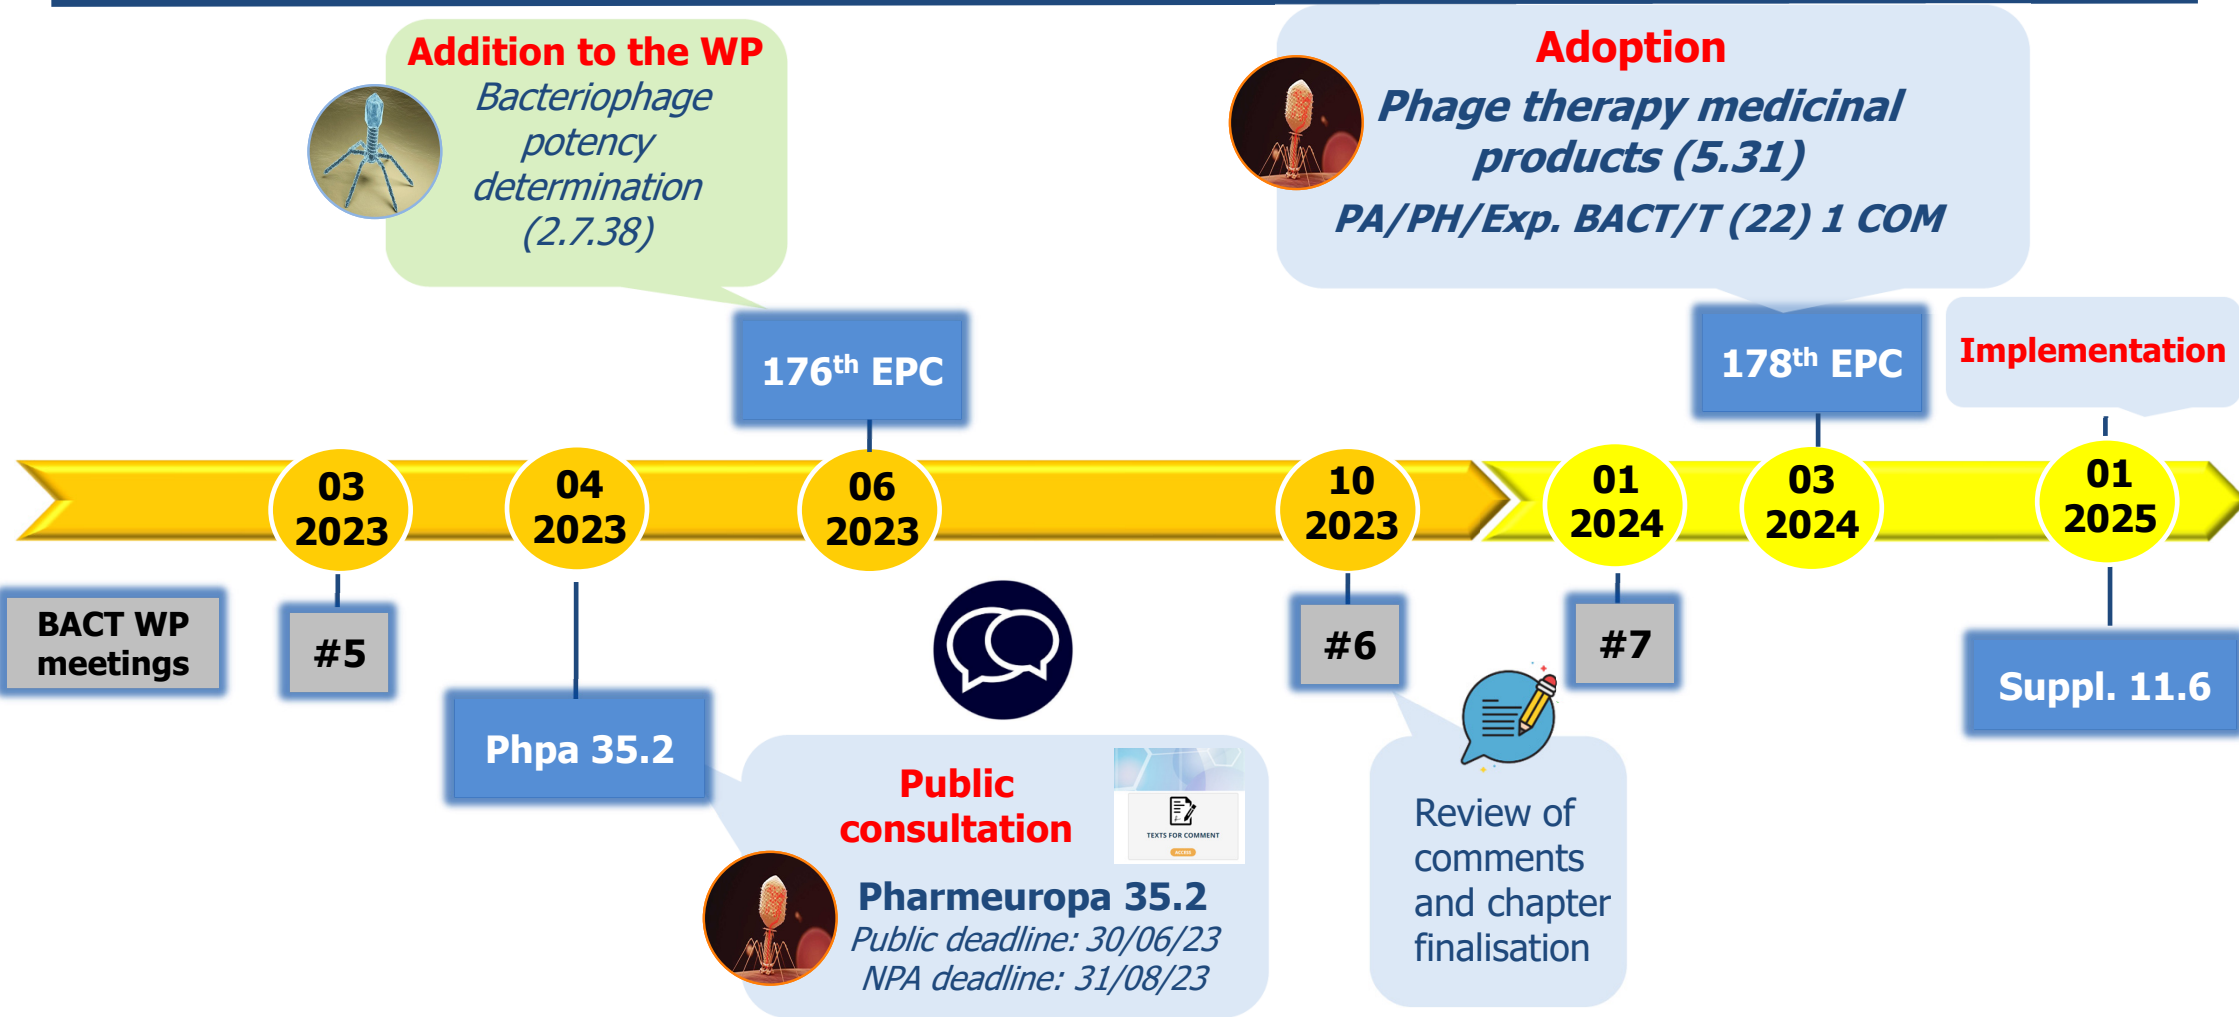 Addition to the WP
Bacteriophage
potency
determination
(2.7.38)
Adoption
Phage therapy medicinal
products (5.31)
PA/PH/Exp. BACT/T (22) 1 COM
176th EPC
178th EPC
Implementation
03
2023
04
2023
06
2023
10
2023
01
2024
03
2024
01
2025
BACT WP
meetings
#5
#6
#7
Phpa 35.2
Suppl. 11.6
Public
consultation
TEXTS FOR COMMENT
ACCESS
Pharmeuropa 35.2
Public deadline: 30/06/23
NPA deadline: 31/08/23
Review of
comments
and chapter
finalisation